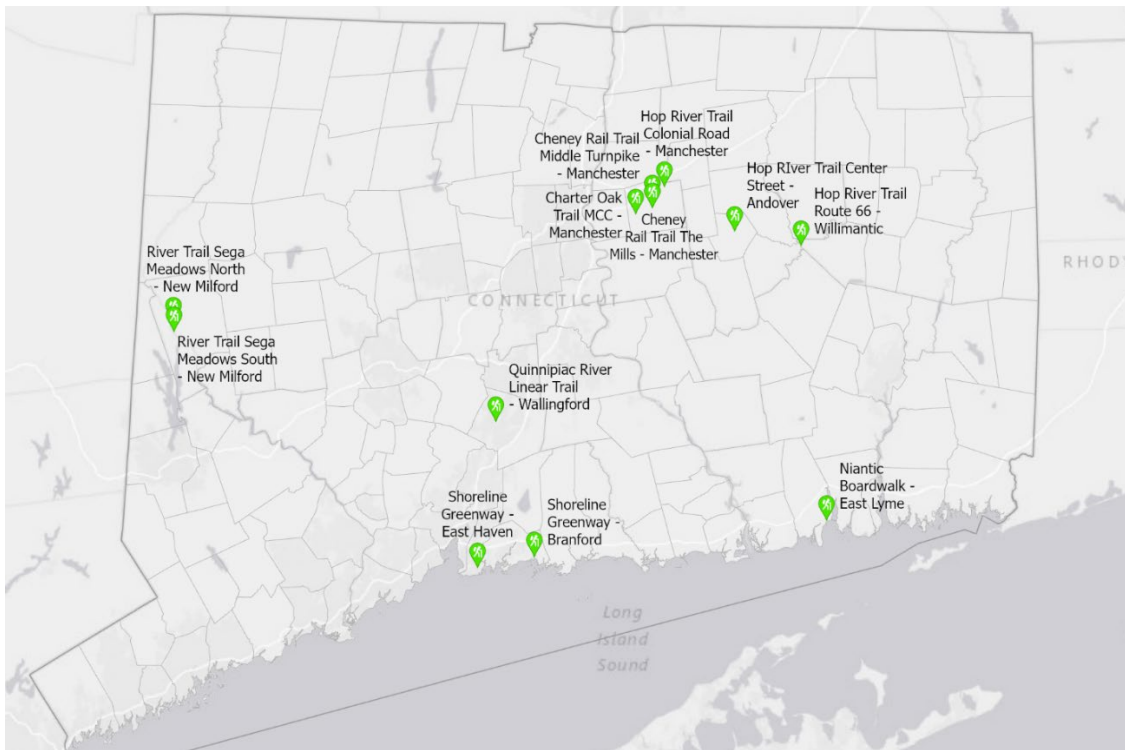 Hop River Trail
Colonial Road
- Manchester
Cheney Rail Trail
Middle Turnpike
- Manchester
Hop RIver Trail Center
Street -
Andover
Hop River Trail
Route 66 -
Willimantic
Charter Oak
Trail MCC -
Manchester
Cheney
Rail Trail The
Mills - Manchester
River Trail Sega
Meadows North
- New Milford
RHOD
CONNECTICUT
River Trail Sega
Meadows South
- New Milford
Quinnipiac River
Linear Trail
- Wallingford
Niantic
Boardwalk -
East Lyme
Shoreline
Greenway -
East Haven
Shoreline
Greenway -
Branford
Long
Island
Sound